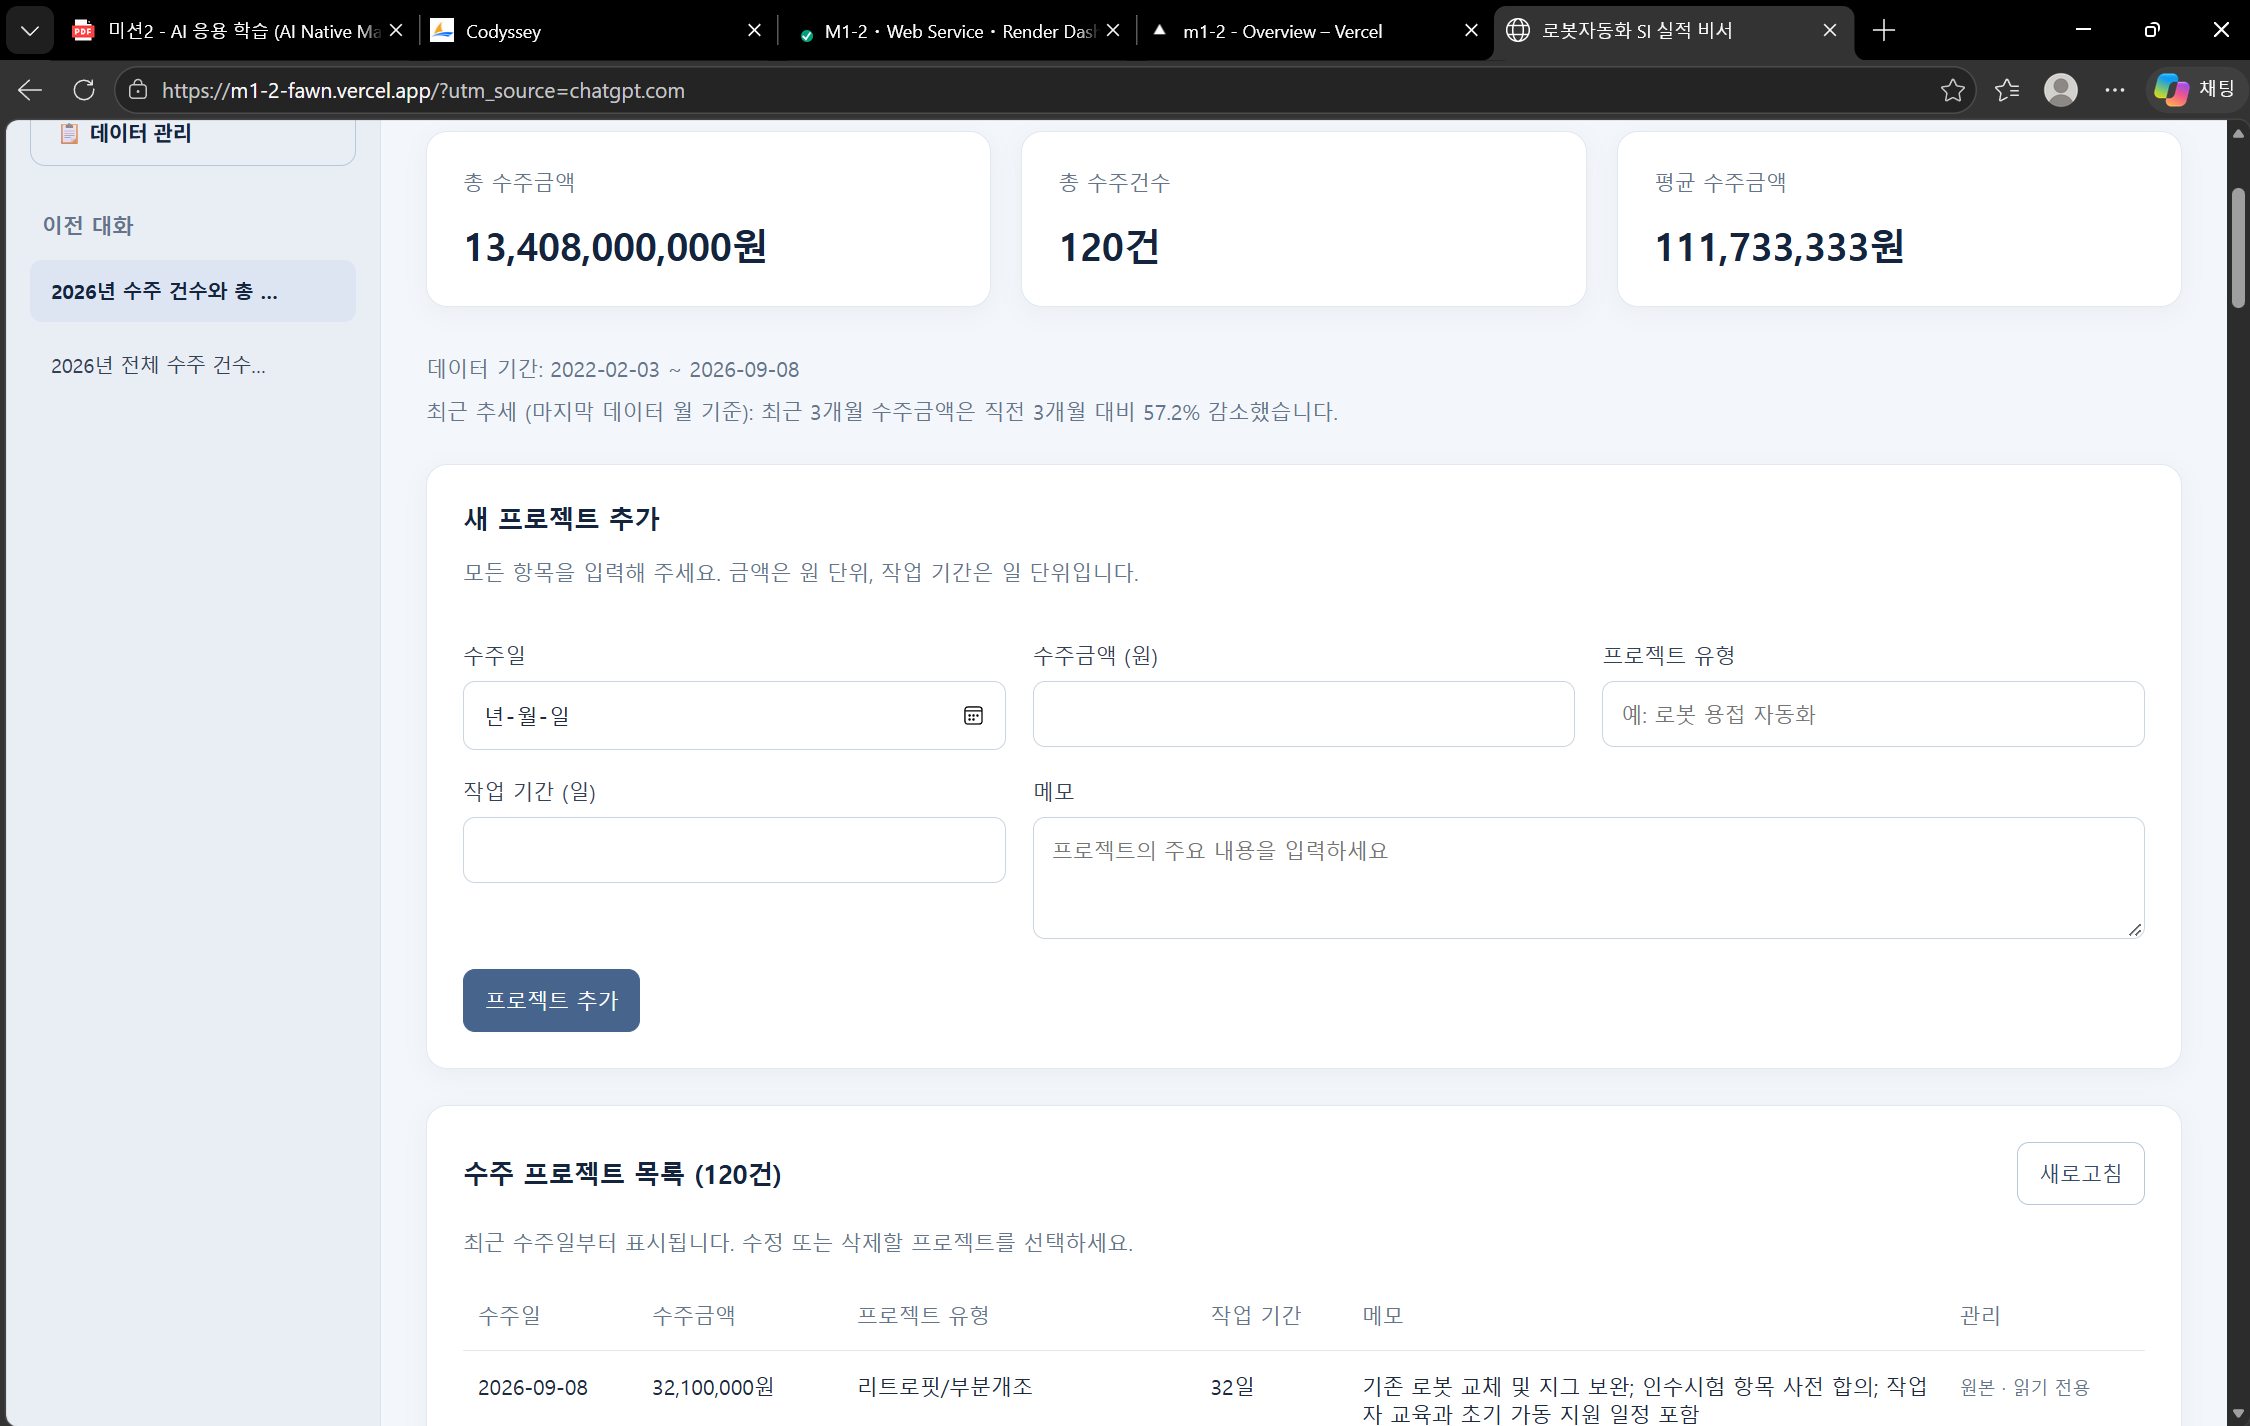 미션2 - AI 응용 학습 (AI Native Ma
Codyssey
M1-2 · Web Service · Render Dash
m1-2 - Overview – Vercel
로봇자동화 SI 실적 비서
https://m1-2-fawn.vercel.app/?utm_source=chatgpt.com
채팅
데이터 관리
이전 대화
2026년 수주 건수와 총 ...
2026년 전체 수주 건수...
총 수주금액
13,408,000,000원
총 수주건수
120건
평균 수주금액
111,733,333원
데이터 기간: 2022-02-03 ~ 2026-09-08
최근 추세 (마지막 데이터 월 기준): 최근 3개월 수주금액은 직전 3개월 대비 57.2% 감소했습니다.
새 프로젝트 추가
모든 항목을 입력해 주세요. 금액은 원 단위, 작업 기간은 일 단위입니다.
수주일
수주금액 (원)
프로젝트 유형
년-월-일
예: 로봇 용접 자동화
작업 기간 (일)
메모
프로젝트의 주요 내용을 입력하세요
프로젝트 추가
수주 프로젝트 목록 (120건)
새로고침
최근 수주일부터 표시됩니다. 수정 또는 삭제할 프로젝트를 선택하세요.
수주일 수주금액 프로젝트 유형 작업 기간 메모 관리
2026-09-08 32,100,000원 리트로핏/부분개조 32일 기존 로봇 교체 및 지그 보완; 인수시험 항목 사전 합의; 작업 원본 · 읽기 전용
자 교육과 초기 가동 지원 일정 포함